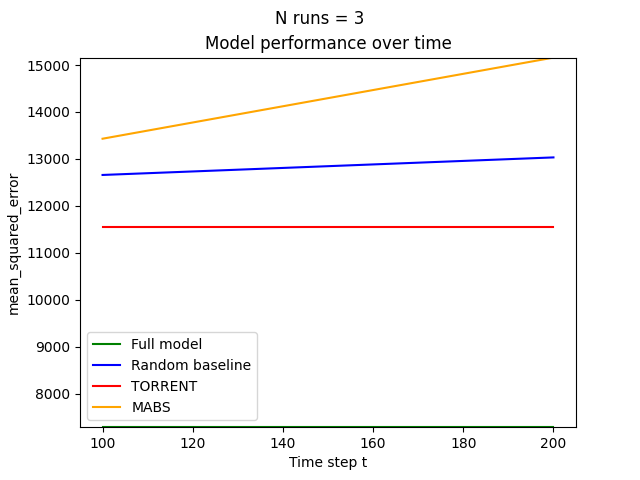 N runs = 3
Model performance over time
15000
14000
13000
12000
11000
10000
9000
8000
mean_squared_error
Full model
Random baseline
TORRENT
MABS
100 120 140 160 180 200
Time step t